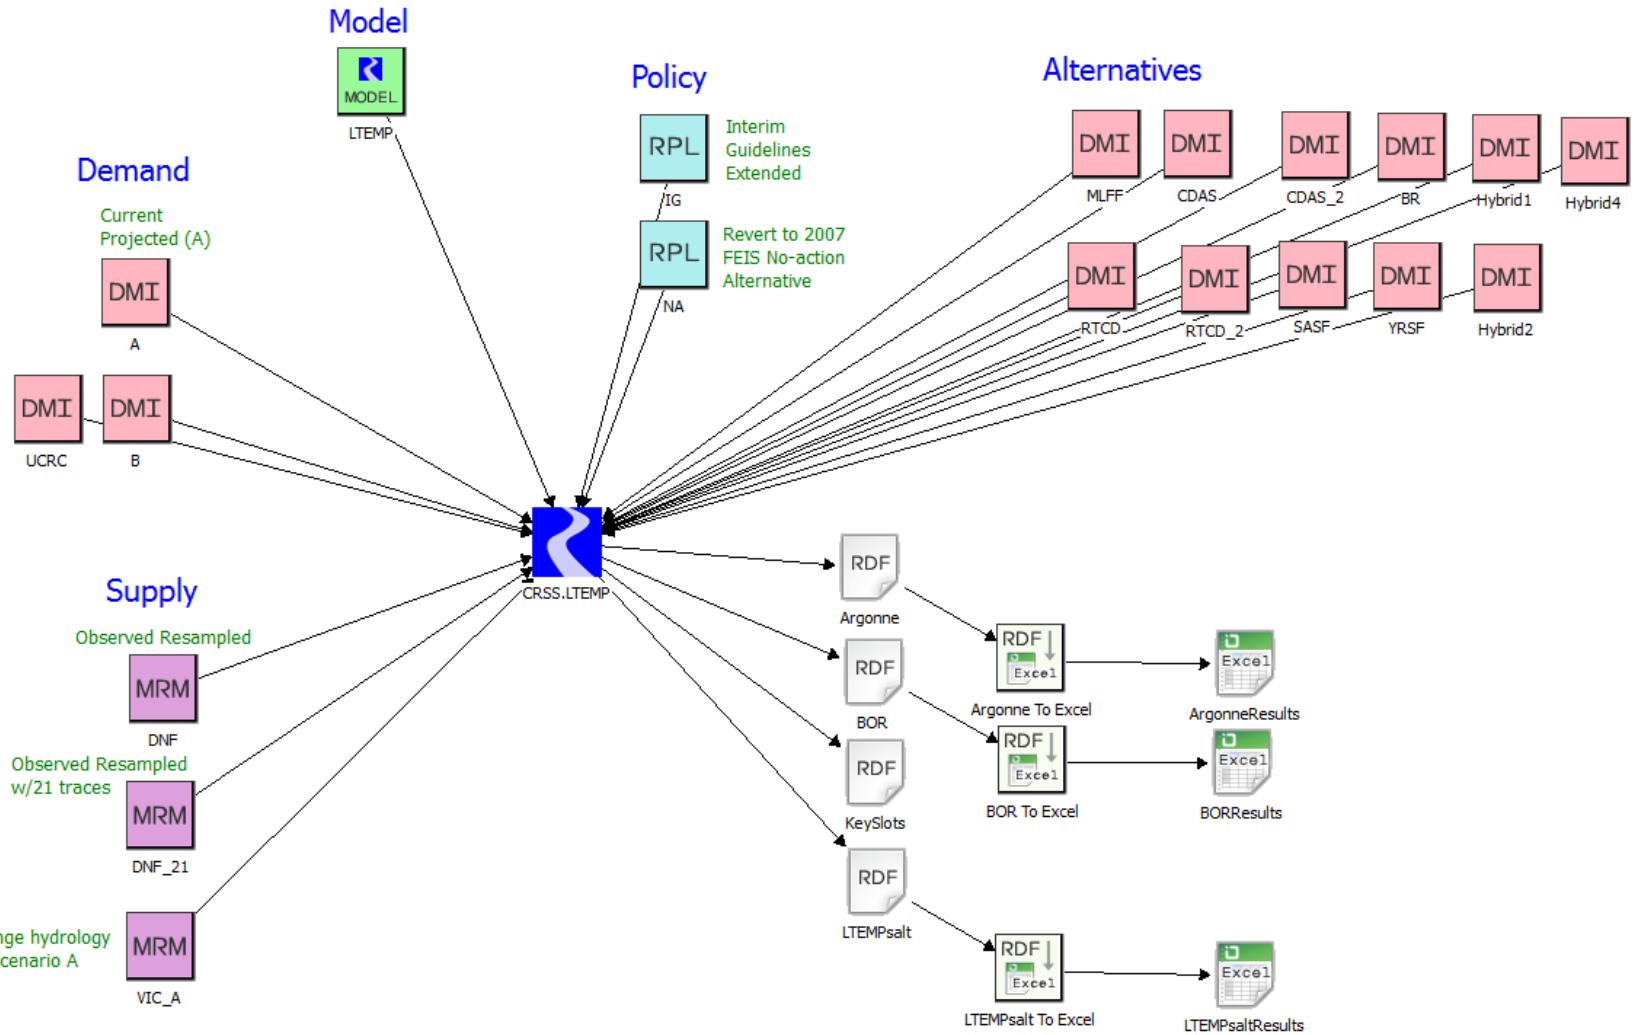 Model
MODEL
LTEMP
Policy
RPL
IG
Interim
Guidelines
Extended
RPL
NA
Revert to 2007
FEIS No-action
Alternative
Alternatives
DMI
MLFF
DMI
CDAS
DMI
CDAS_2
DMI
BR
DMI
Hybrid1
DMI
Hybrid4
DMI
RTCD
DMI
RTCD_2
DMI
SASF
DMI
YRSF
DMI
Hybrid2
Demand
Current
Projected (A)
DMI
A
DMI
UCRC
DMI
B
CRSS.LTEMP
Supply
Observed Resampled
MRM
DNF
Observed Resampled
w/21 traces
MRM
DNF_21
nge hydrology
cenario A
MRM
VIC_A
RDF
Argonne
RDF
Excel
Argonne To Excel
Excel
ArgonneResults
RDF
BOR
RDF
Excel
BOR To Excel
Excel
BORResults
RDF
KeySlots
RDF
LTEMPsalt
RDF
Excel
LTEMPsalt To Excel
Excel
LTEMPsaltResults